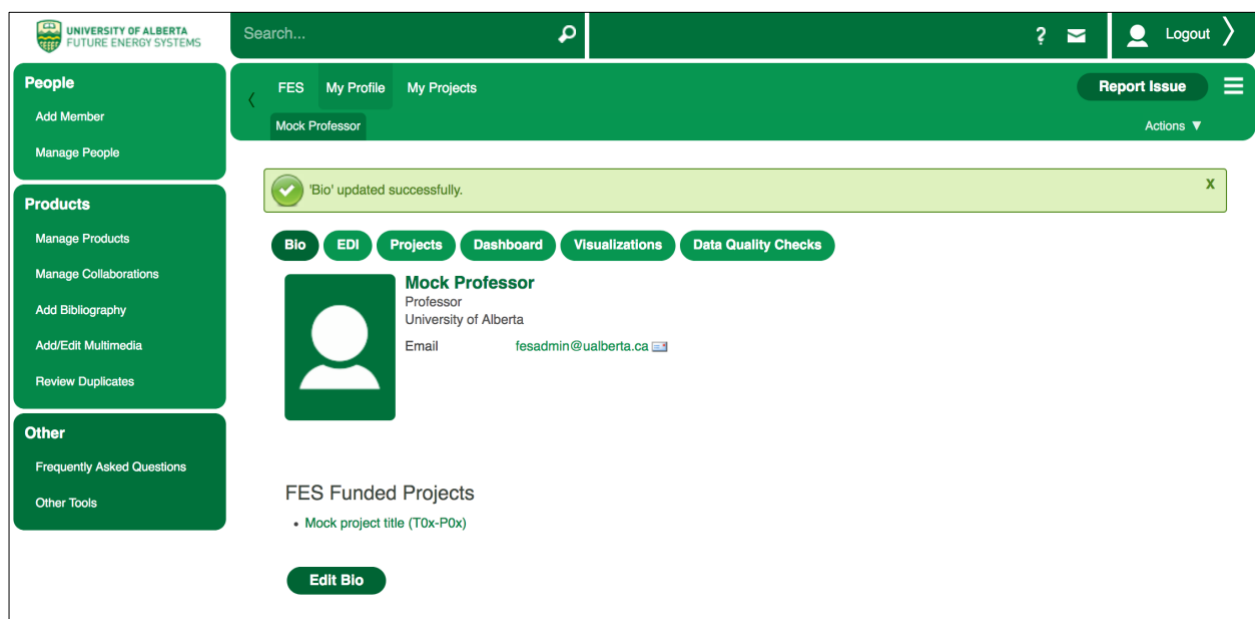 UNIVERSITY OF ALBERTA
FUTURE ENERGY SYSTEMS
Search...
?
Logout
People
Add Member
Manage People
Products
Manage Products
Manage Collaborations
Add Bibliography
Add/Edit Multimedia
Review Duplicates
Other
Frequently Asked Questions
Other Tools
FES My Profile My Projects
Report Issue
Mock Professor
Actions ▼
'Bio' updated successfully.
X
Bio EDI Projects Dashboard Visualizations Data Quality Checks
Mock Professor
Professor
University of Alberta
Email fesadmin@ualberta.ca
FES Funded Projects
• Mock project title (T0x-P0x)
Edit Bio